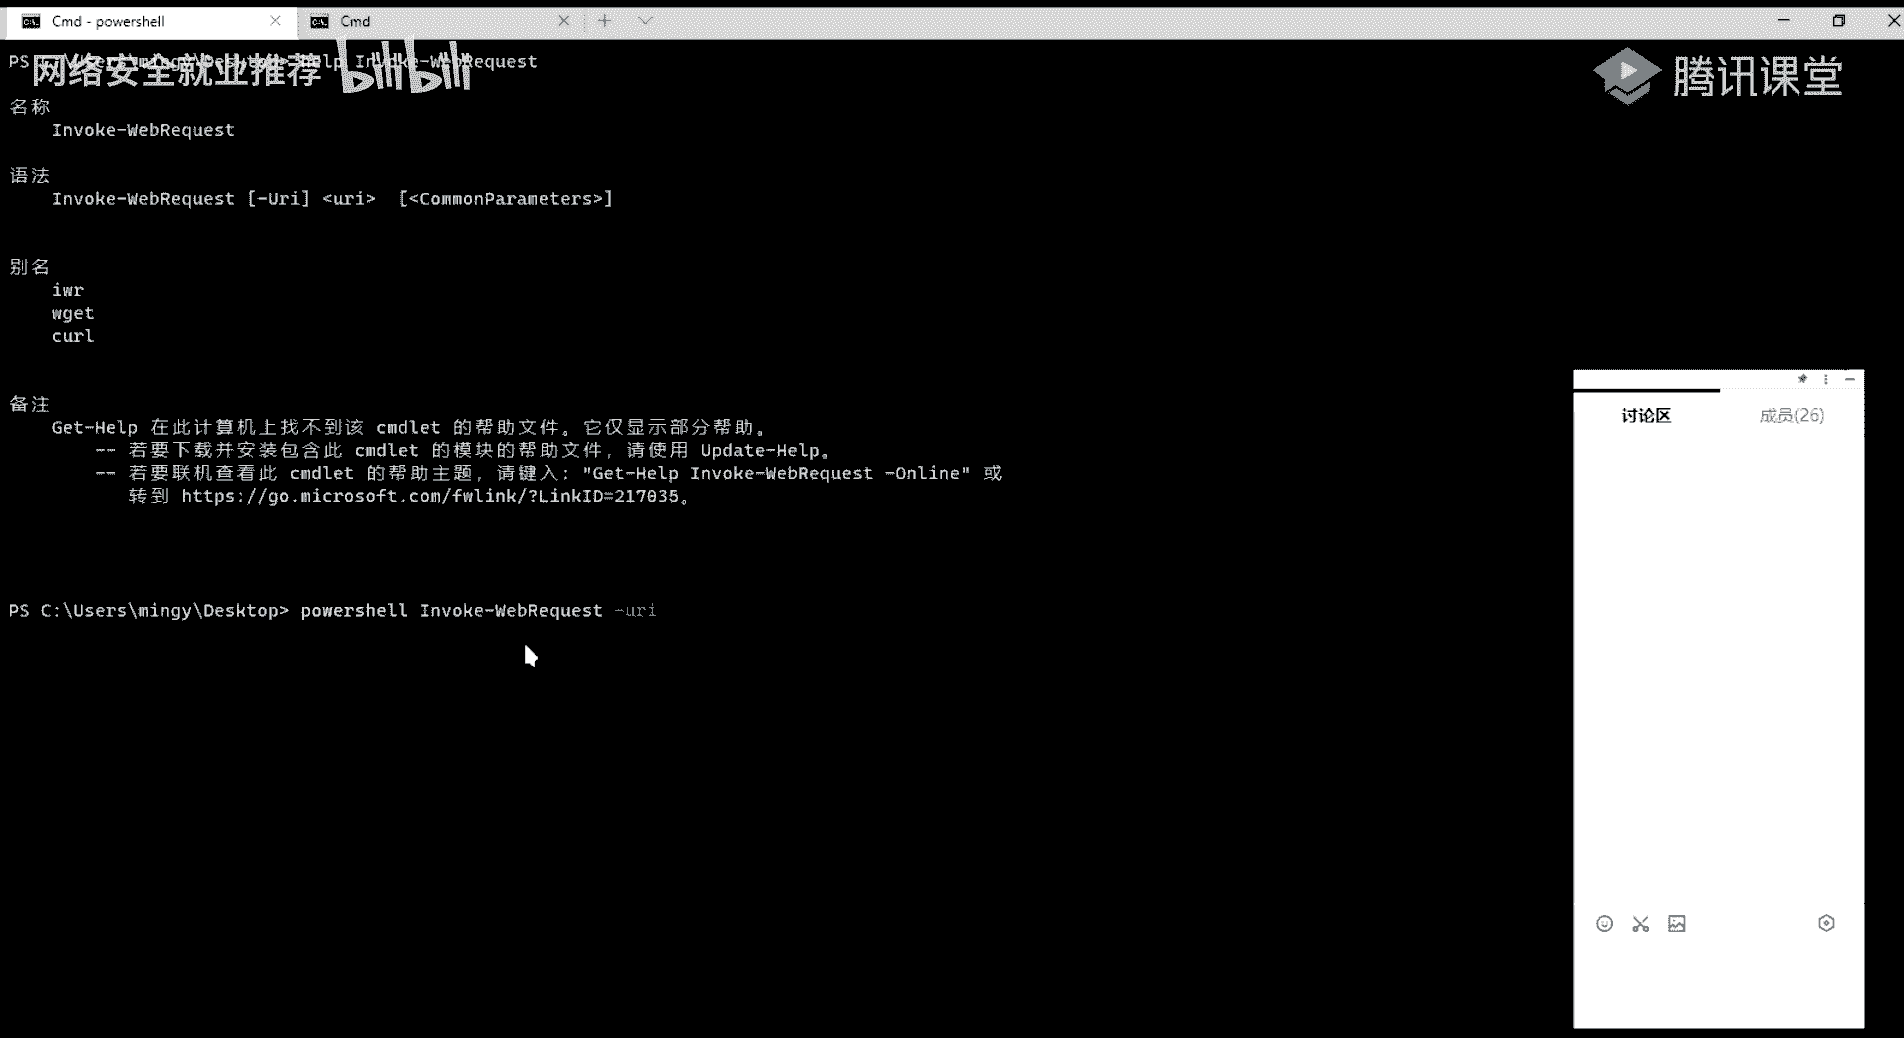 Cmd - powershell
Cmd
PS C:\Users\mingy\Desktop> Help Invoke-WebRequest
网络安全就业推荐 bilibili
腾讯课堂
名称
Invoke-WebRequest
语法
Invoke-WebRequest [-Uri] <uri>  [<CommonParameters>]
别名
iwr
wget
curl
备注
Get-Help 在此计算机上找不到该 cmdlet 的帮助文件。它仅显示部分帮助。
-- 若要下载并安装包含此 cmdlet 的模块的帮助文件，请使用 Update-Help。
-- 若要联机查看此 cmdlet 的帮助主题，请键入: "Get-Help Invoke-WebRequest -Online" 或
转到 https://go.microsoft.com/fwlink/?LinkID=217035。
PS C:\Users\mingy\Desktop> powershell Invoke-WebRequest -uri
讨论区
成员(26)